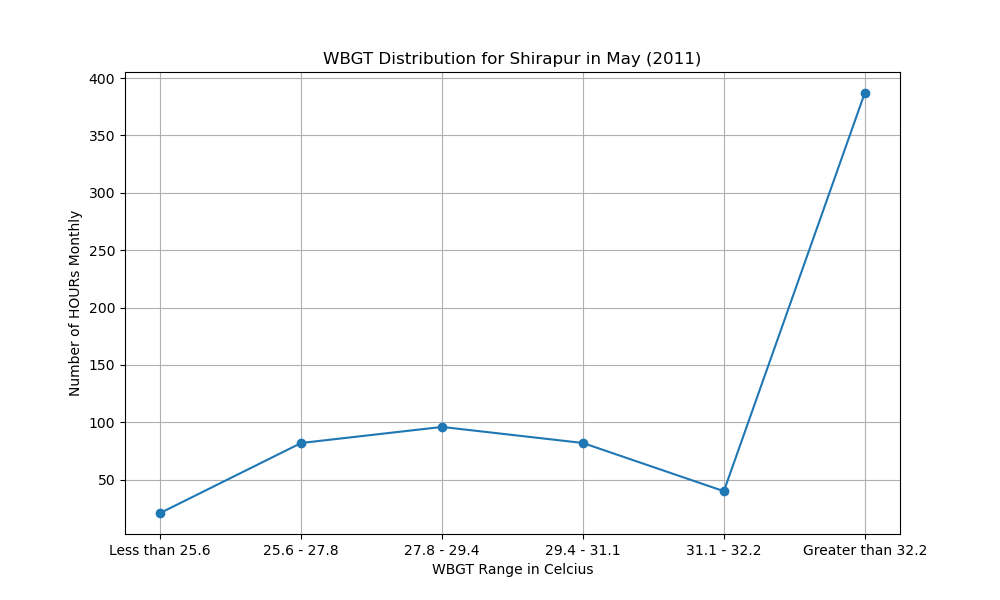 WBGT Distribution for Shirapur in May (2011)
Number of HOURs Monthly
400
350
300
250
200
150
100
50
Less than 25.6
25.6 - 27.8
27.8 - 29.4
29.4 - 31.1
31.1 - 32.2
Greater than 32.2
WBGT Range in Celcius